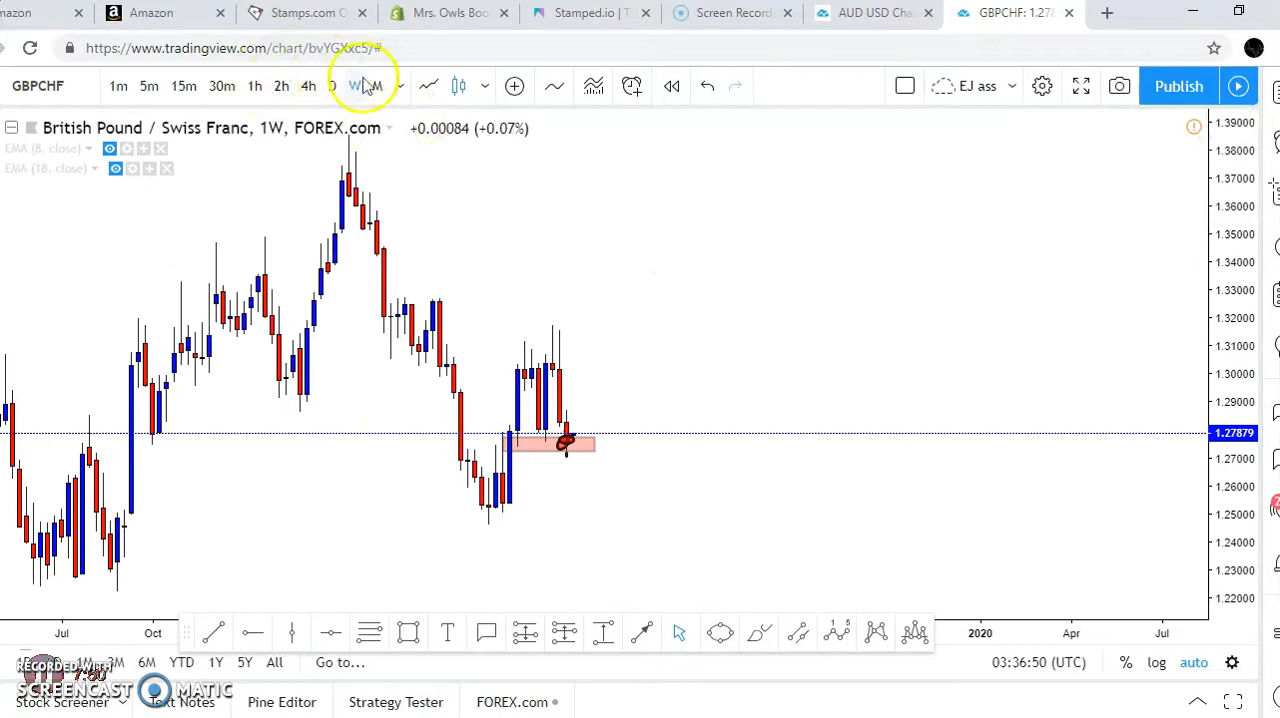 mazon
Amazon
Stamps.com O
Mrs. Owls Boo
Stamped.io | T
Screen Record
AUD USD Cha
GBPCHF: 1.278
https://www.tradingview.com/chart/bvYGXxc5/#
GBPCHF
1m 5m 15m 30m 1h 2h 4h D W M
EJ ass
Publish
British Pound / Swiss Franc, 1W, FOREX.com +0.00084 (+0.07%)
EMA (8, close)
EMA (18, close)
1.39000
1.38000
1.37000
1.36000
1.35000
1.34000
1.33000
1.32000
1.31000
1.30000
1.29000
1.27879
1.27000
1.26000
1.25000
1.24000
1.23000
1.22000
Jul Oct 2020 Apr Jul
T
3M 6M YTD 1Y 5Y All Go to... 03:36:50 (UTC) % log auto
RECORDED WITH
SCREENCAST MATIC
Stock Screener Text Notes Pine Editor Strategy Tester FOREX.com